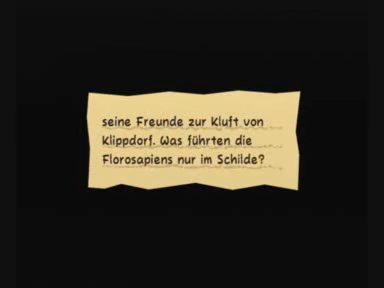 seine Freunde zur Kluft von
Klippdorf. Was führten die
Florosapiens nur im Schilde?